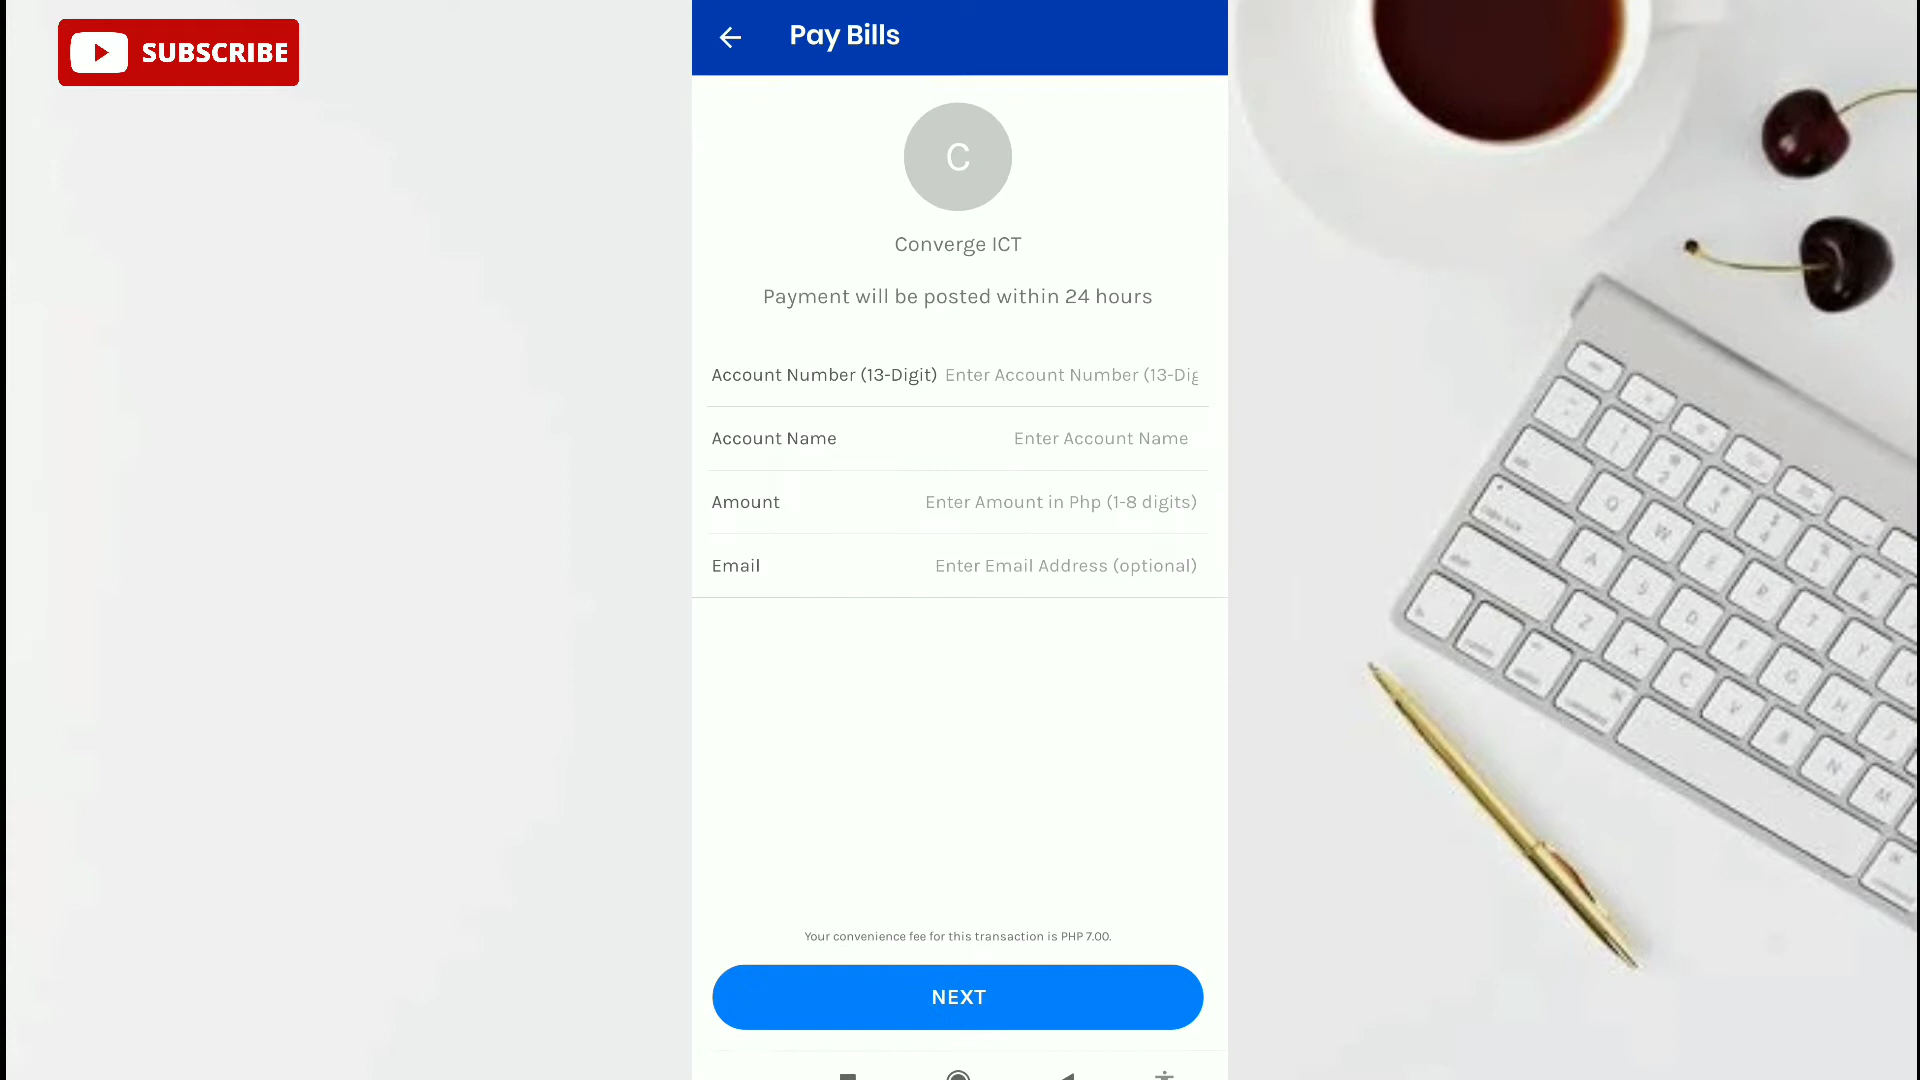 SUBSCRIBE
Pay Bills
C
Converge ICT
Payment will be posted within 24 hours
Account Number (13-Digit) Enter Account Number (13-Dig
Account Name Enter Account Name
Amount Enter Amount in Php (1-8 digits)
Email Enter Email Address (optional)
Your convenience fee for this transaction is PHP 7.00.
NEXT